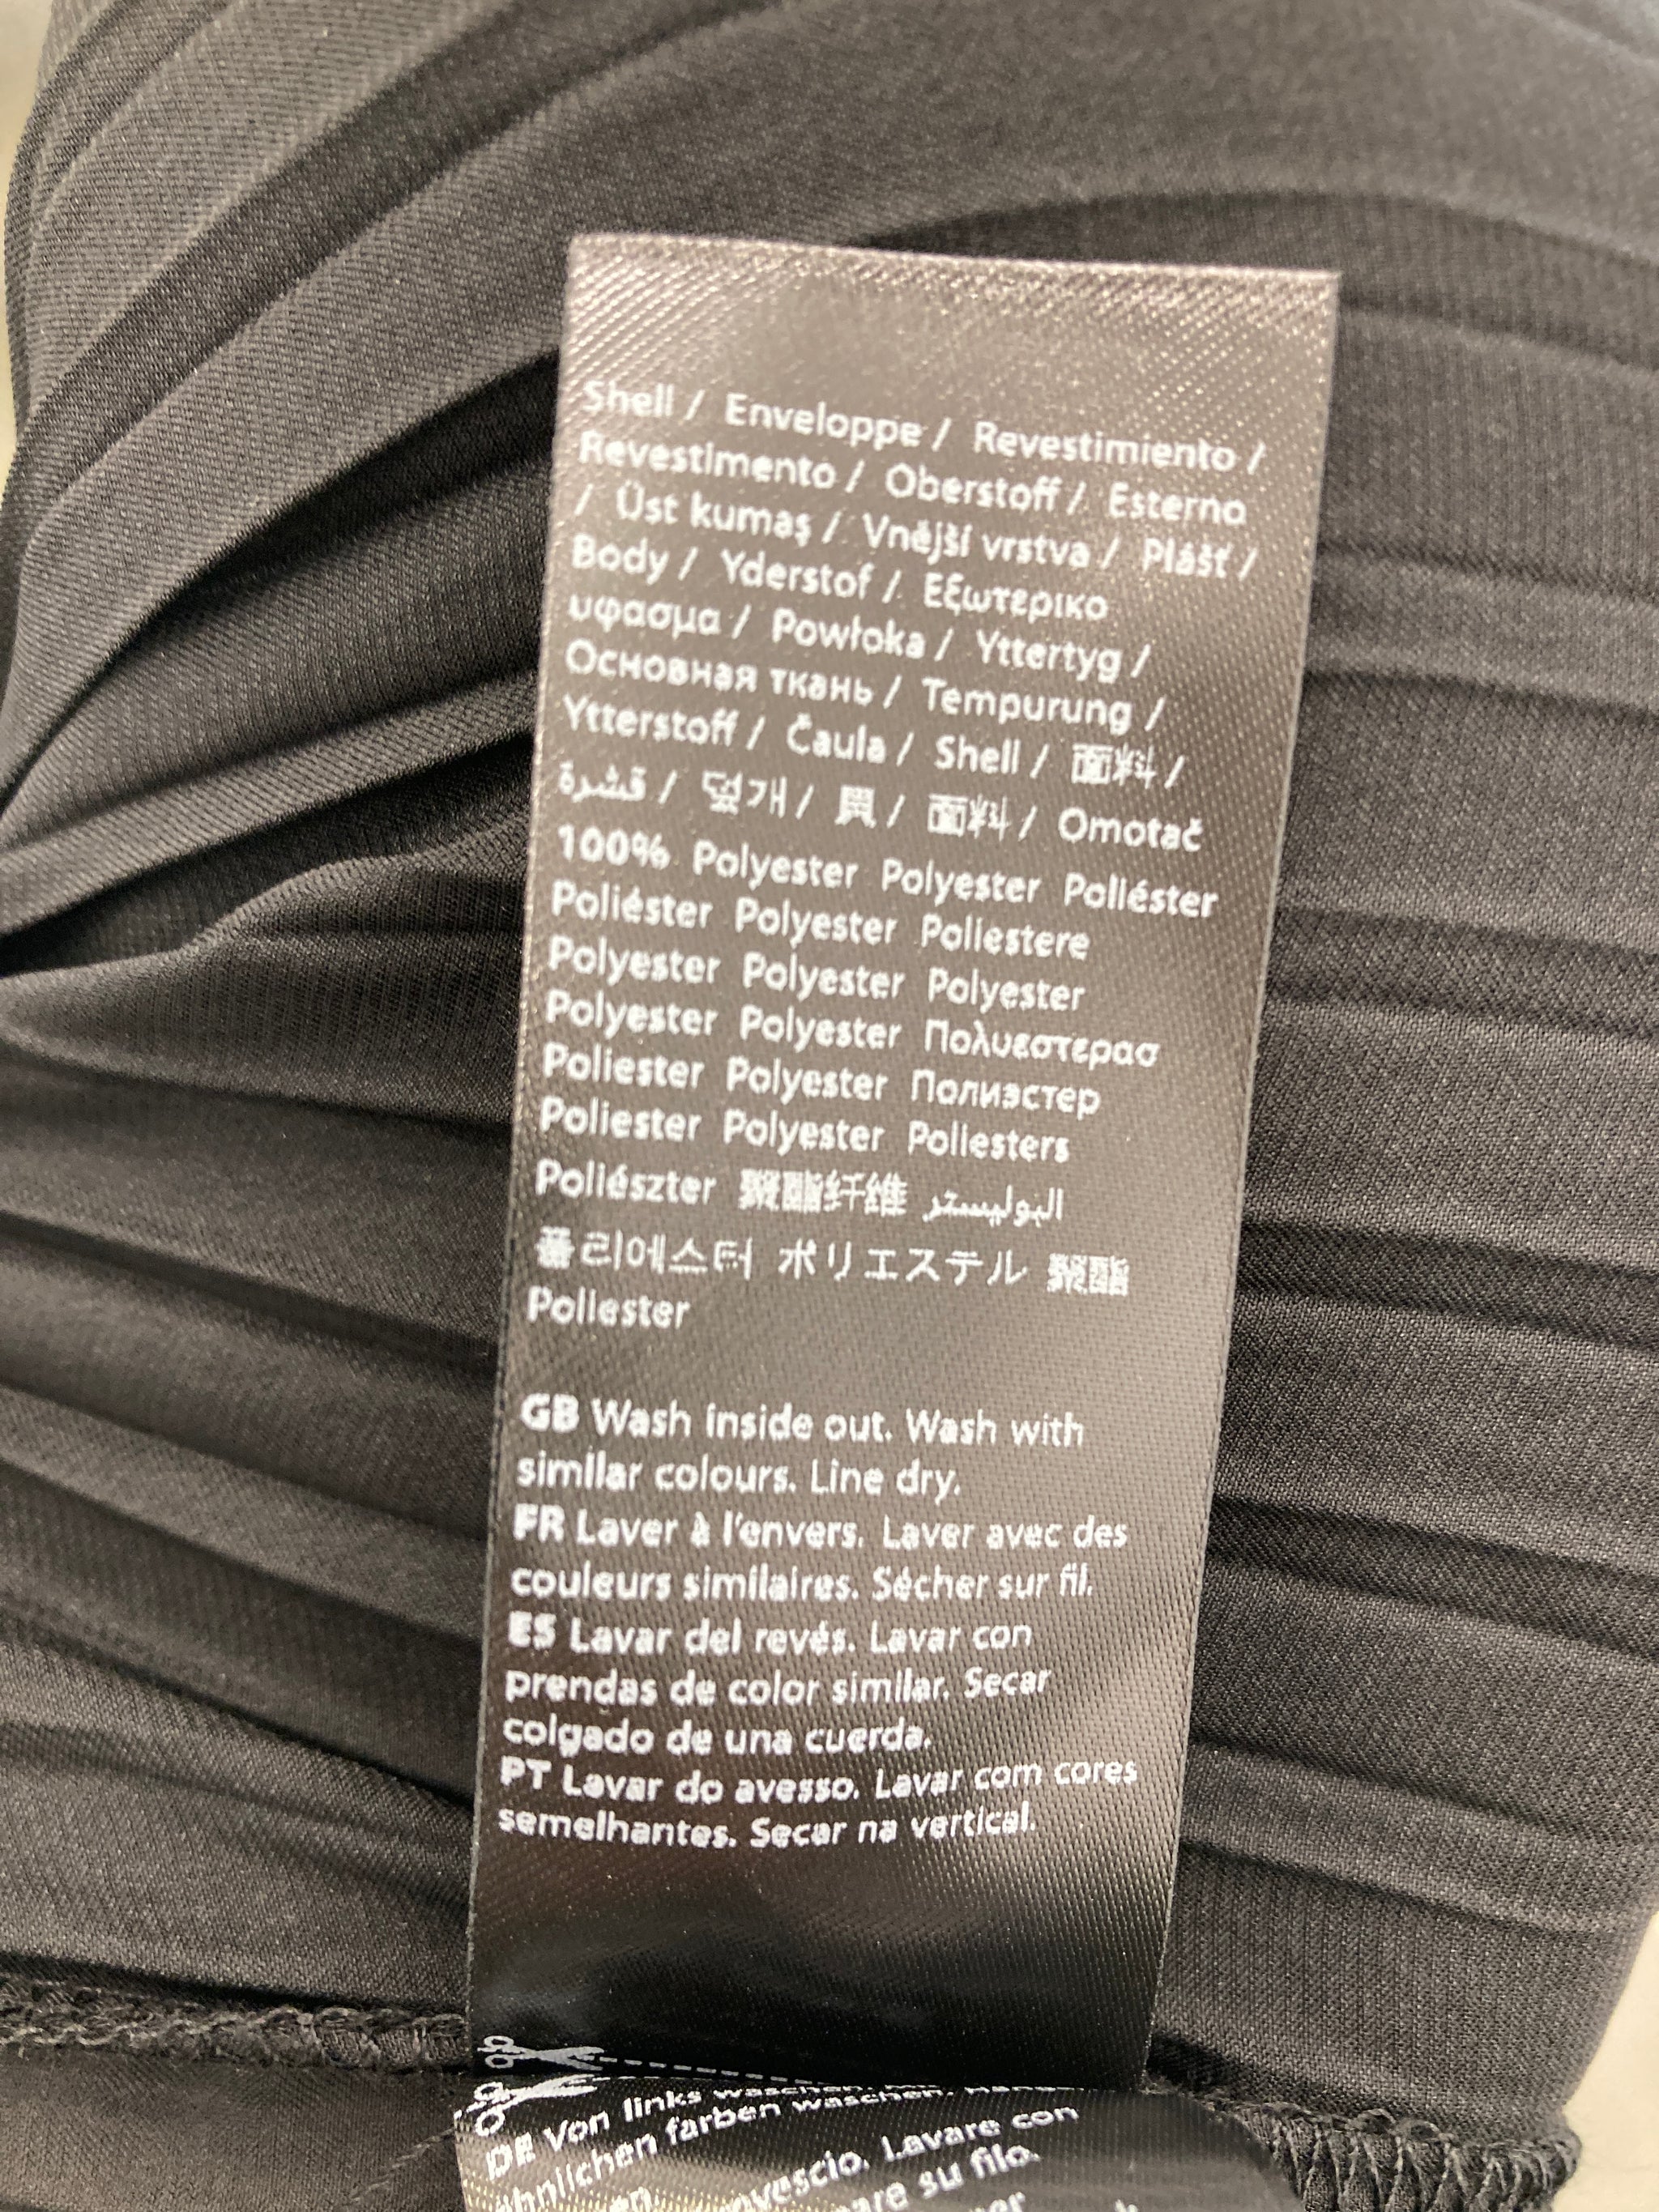 Shell / Enveloppe / Revestimiento /
Revestimento / Oberstoff / Esterno
/ Üst kumaş / Vnější vrstva / Plášť /
Body / Yderstof / Εξωτερικο
υφασμα / Powłoka / Yttertyg /
Основная ткань / Tempurung /
Ytterstoff / Čaula / Shell / 面料 /
قشرة / 덮개 / 貝 / 面料 / Omotač
100% Polyester Polyester Poliéster
Poliéster Polyester Poliestere
Polyester Polyester Polyester
Polyester Polyester Πολυεστερασ
Poliester Polyester Полиэстер
Poliester Polyester Poliesters
Poliészter 聚酯纤维 البوليستر
폴리에스터 ポリエステル 聚酯
Poliester
GB Wash inside out. Wash with
similar colours. Line dry.
FR Laver à l'envers. Laver avec des
couleurs similaires. Sécher sur fil.
ES Lavar del revés. Lavar con
prendas de color similar. Secar
colgado de una cuerda.
PT Lavar do avesso. Lavar com cores
semelhantes. Secar na vertical.
DE Von links waschen.
ähnlichen farben waschen.
Lavare con
su filo.